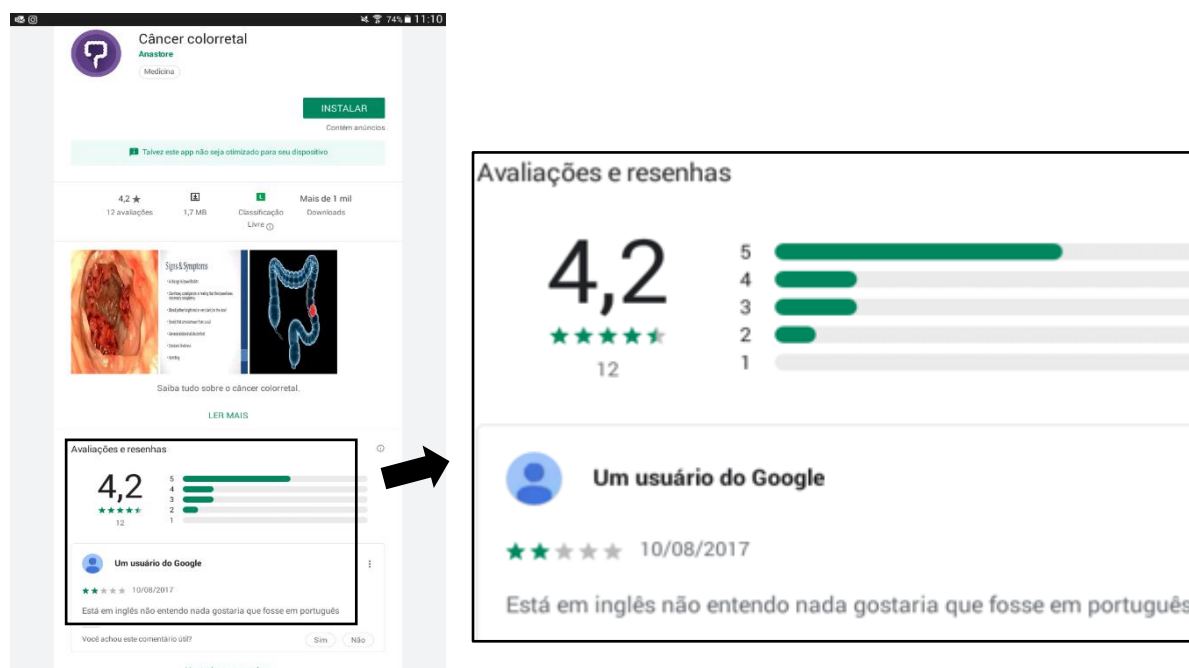 74% 11:10
Câncer colorretal
Anastore
Medicina
INSTALAR
Contém anúncios
Talvez este app não seja otimizado para seu dispositivo
4,2 ★
12 avaliações
1,7 MB
L
Classificação
Livre
Mais de 1 mil
Downloads
Signs & Symptoms
Saiba tudo sobre o câncer colorretal.
LER MAIS
Avaliações e resenhas
4,2
12
5
4
3
2
1
Um usuário do Google
10/08/2017
Está em inglês não entendo nada gostaria que fosse em português
Você achou este comentário útil?
Sim
Não
Avaliações e resenhas
4,2
12
5
4
3
2
1
Um usuário do Google
10/08/2017
Está em inglês não entendo nada gostaria que fosse em português